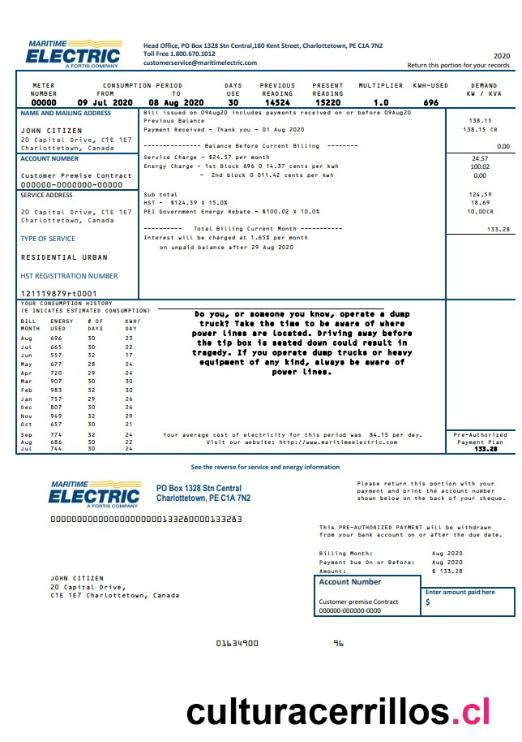 MARITIME
ELECTRIC
A FORTIS COMPANY
Head Office, PO Box 1328 Stn Central,180 Kent Street, Charlottetown, PE C1A 7N2
Toll Free 1.800.670.1012
customerservice@maritimeelectric.com
2020
Return this portion for your records
METER CONSUMPTION PERIOD DAYS PREVIOUS PRESENT MULTIPLIER KWH-USED DEMAND
NUMBER FROM TO USE READING READING KW / KVA
00000 09 Jul 2020 08 Aug 2020 30 14524 15220 1.0 696
NAME AND MAILING ADDRESS
JOHN CITIZEN
20 Capital Drive, C1E 1E7
Charlottetown, Canada
ACCOUNT NUMBER
Customer Premise Contract
000000-0000000-00000
SERVICE ADDRESS
20 Capital Drive, C1E 1E7
Charlottetown, Canada
TYPE OF SERVICE
RESIDENTIAL URBAN
HST REGISTTRATION NUMBER
121119879rt0001
Bill issued on 09Aug20 includes payments received on or before 09Aug20
Previous Balance 138.15
Payment Received - Thank you - 01 Aug 2020 138.15 CR
--------------- Balance Before Current Billing -------- 0.00
Service Charge - $24.57 per month 24.57
Energy Charge - 1st Block 696 @ 14.37 cents per kwh 100.02
- 2nd block 0 @11.42 cents per kwd 0.00
Sub total 124.59
HST - $124.59 X 15.0% 18.69
PEI Government Energy Rebate - $100.02 X 10.0% 10.00CR
---------- Total Billing Current Month ----------- 133.28
Interest will be charged at 1.65% per month
on unpaid balance after 29 Aug 2020
YOUR CONSUMPTION HISTORY
(E INICATES ESTIMATED CONSUMPTION)
BILL ENERGY # OF KWH/
MONTH USED DAYS DAY
Aug 696 30 23
Jul 665 30 22
Jun 557 32 17
May 677 28 24
Apr 720 29 24
Mar 907 30 30
Feb 983 32 30
Jan 757 29 26
Dec 807 30 26
Nov 949 32 29
Oct 657 30 21
Sep 774 32 24
Aug 686 30 22
Jul 744 30 24
Do you, or someone you know, operate a dump
truck? Take the time to be aware of where
power lines are located. Driving away before
the tip box is seated down could result in
tragedy. If you operate dump trucks or heavy
equipment of any kind, always be aware of
power lines.
Your average cost of electricity for this period was $4.15 per day.
Visit our website: http://www.maritimeelectric.com
Pre-Authorized
Payment Plan
133.28
See the reverse for service and energy information
MARITIME
ELECTRIC
A FORTIS COMPANY
PO Box 1328 Stn Central
Charlottetown, PE C1A 7N2
Please return this portion with your
payment and print the account number
shown below on the back of your cheque.
This PRE-AUTHORIZED PAYMENT will be withdrawn
from your bank account on or after the due date.
Billing Month: Aug 2020
Payment Due On or Before: Aug 2020
Amount: $ 133.28
JOHN CITIZEN
20 Capital Drive,
C1E 1E7 Charlottetown, Canada
Account Number
Customer premise Contract
000000-000000-0000
Enter amount paid here
$
01634900 96
culturacerrillos.cl